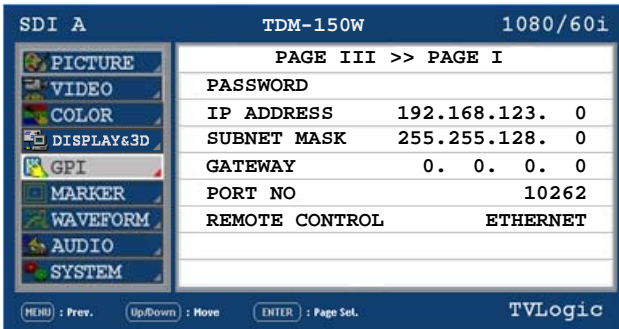 SDI A TDM-150W 1080/60i
PICTURE
VIDEO
COLOR
DISPLAY&3D
GPI
MARKER
WAVEFORM
AUDIO
SYSTEM
PAGE III >> PAGE I
PASSWORD
IP ADDRESS 192.168.123. 0
SUBNET MASK 255.255.128. 0
GATEWAY 0. 0. 0. 0
PORT NO 10262
REMOTE CONTROL ETHERNET
MENU : Prev. Up/Down : Move ENTER : Page Sel. TVLogic